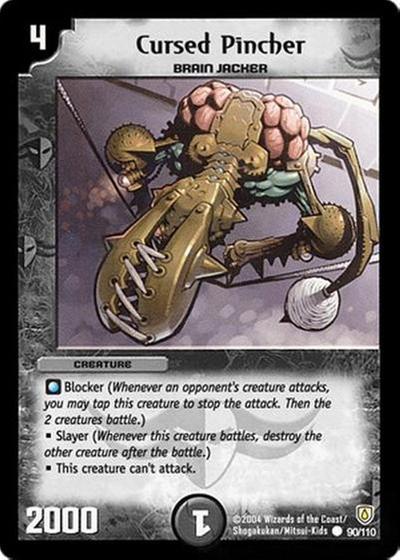 4
Cursed Pincher
BRAIN JACKER
CREATURE
Blocker (Whenever an opponent's creature attacks,
you may tap this creature to stop the attack. Then the
2 creatures battle.)
▪ Slayer (Whenever this creature battles, destroy the
other creature after the battle.)
▪ This creature can't attack.
2000
1
©2004 Wizards of the Coast/
Shogakukan/Mitsui-Kids
90/110